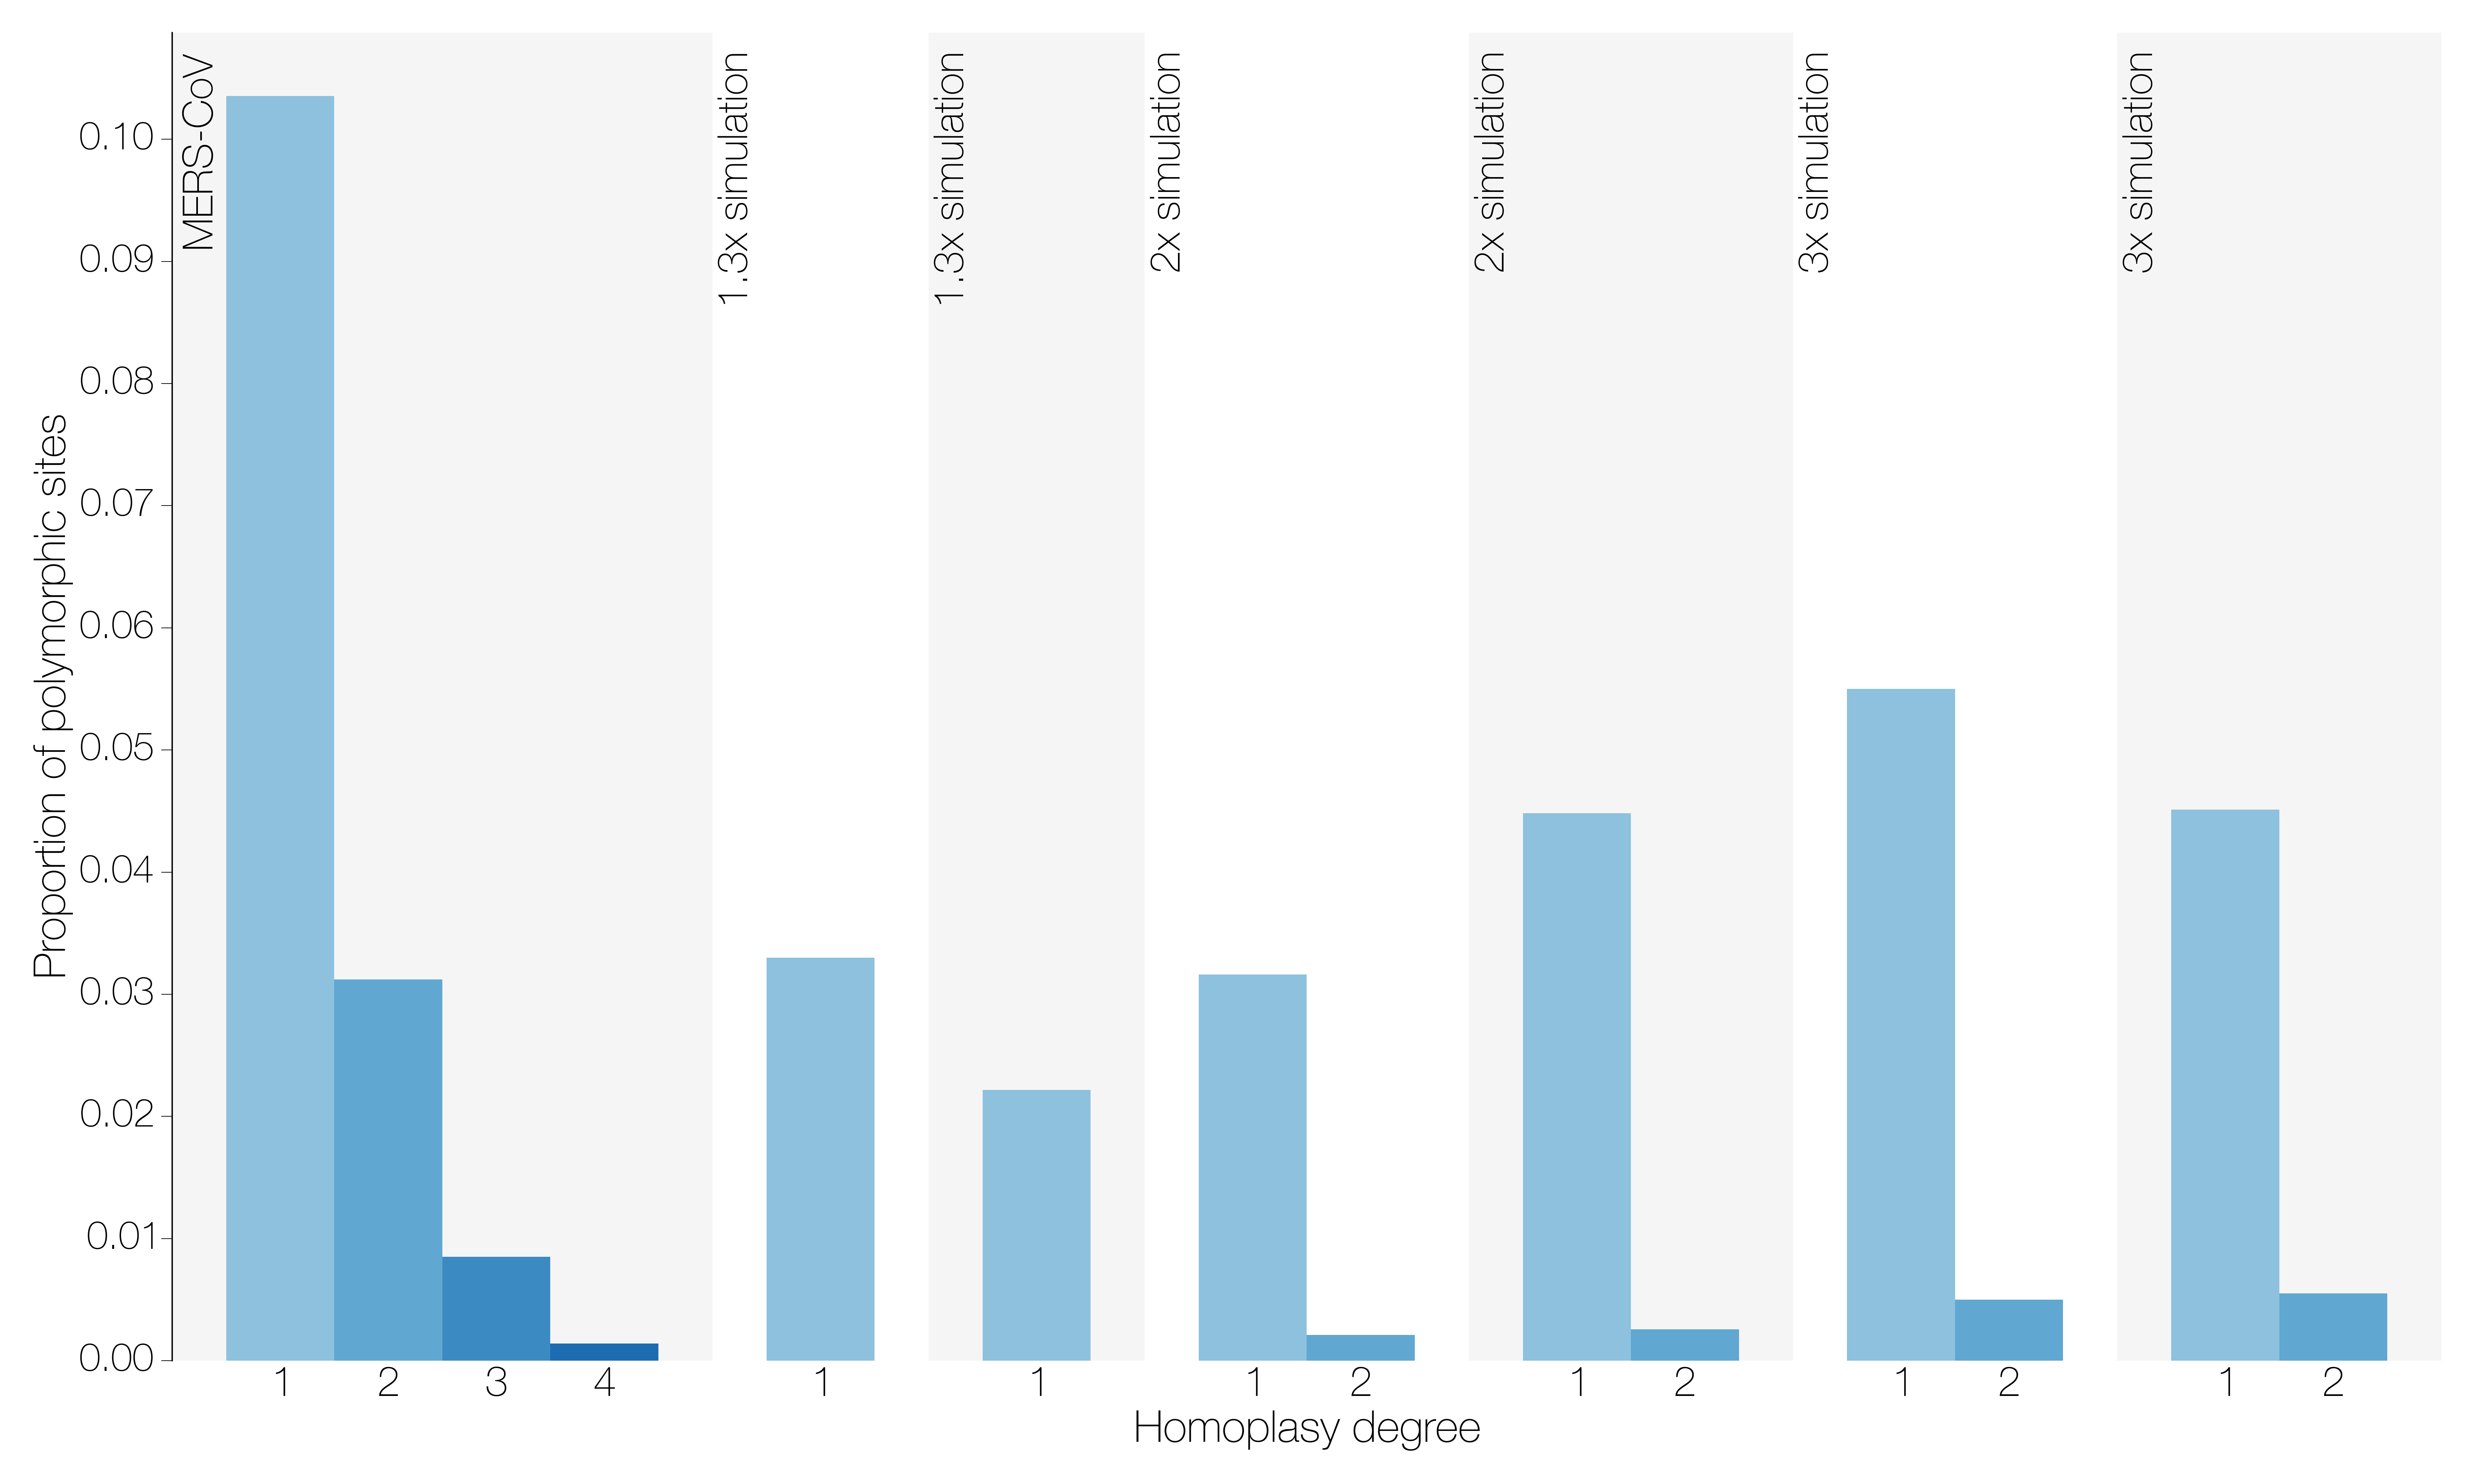 MERS-CoV
1.3x simulation
1.3x simulation
2x simulation
2x simulation
3x simulation
3x simulation
Proportion of polymorphic sites
0.10
0.09
0.08
0.07
0.06
0.05
0.04
0.03
0.02
0.01
0.00
1 2 3 4 1 1 1 2 1 2 1 2 1 2
Homoplasy degree